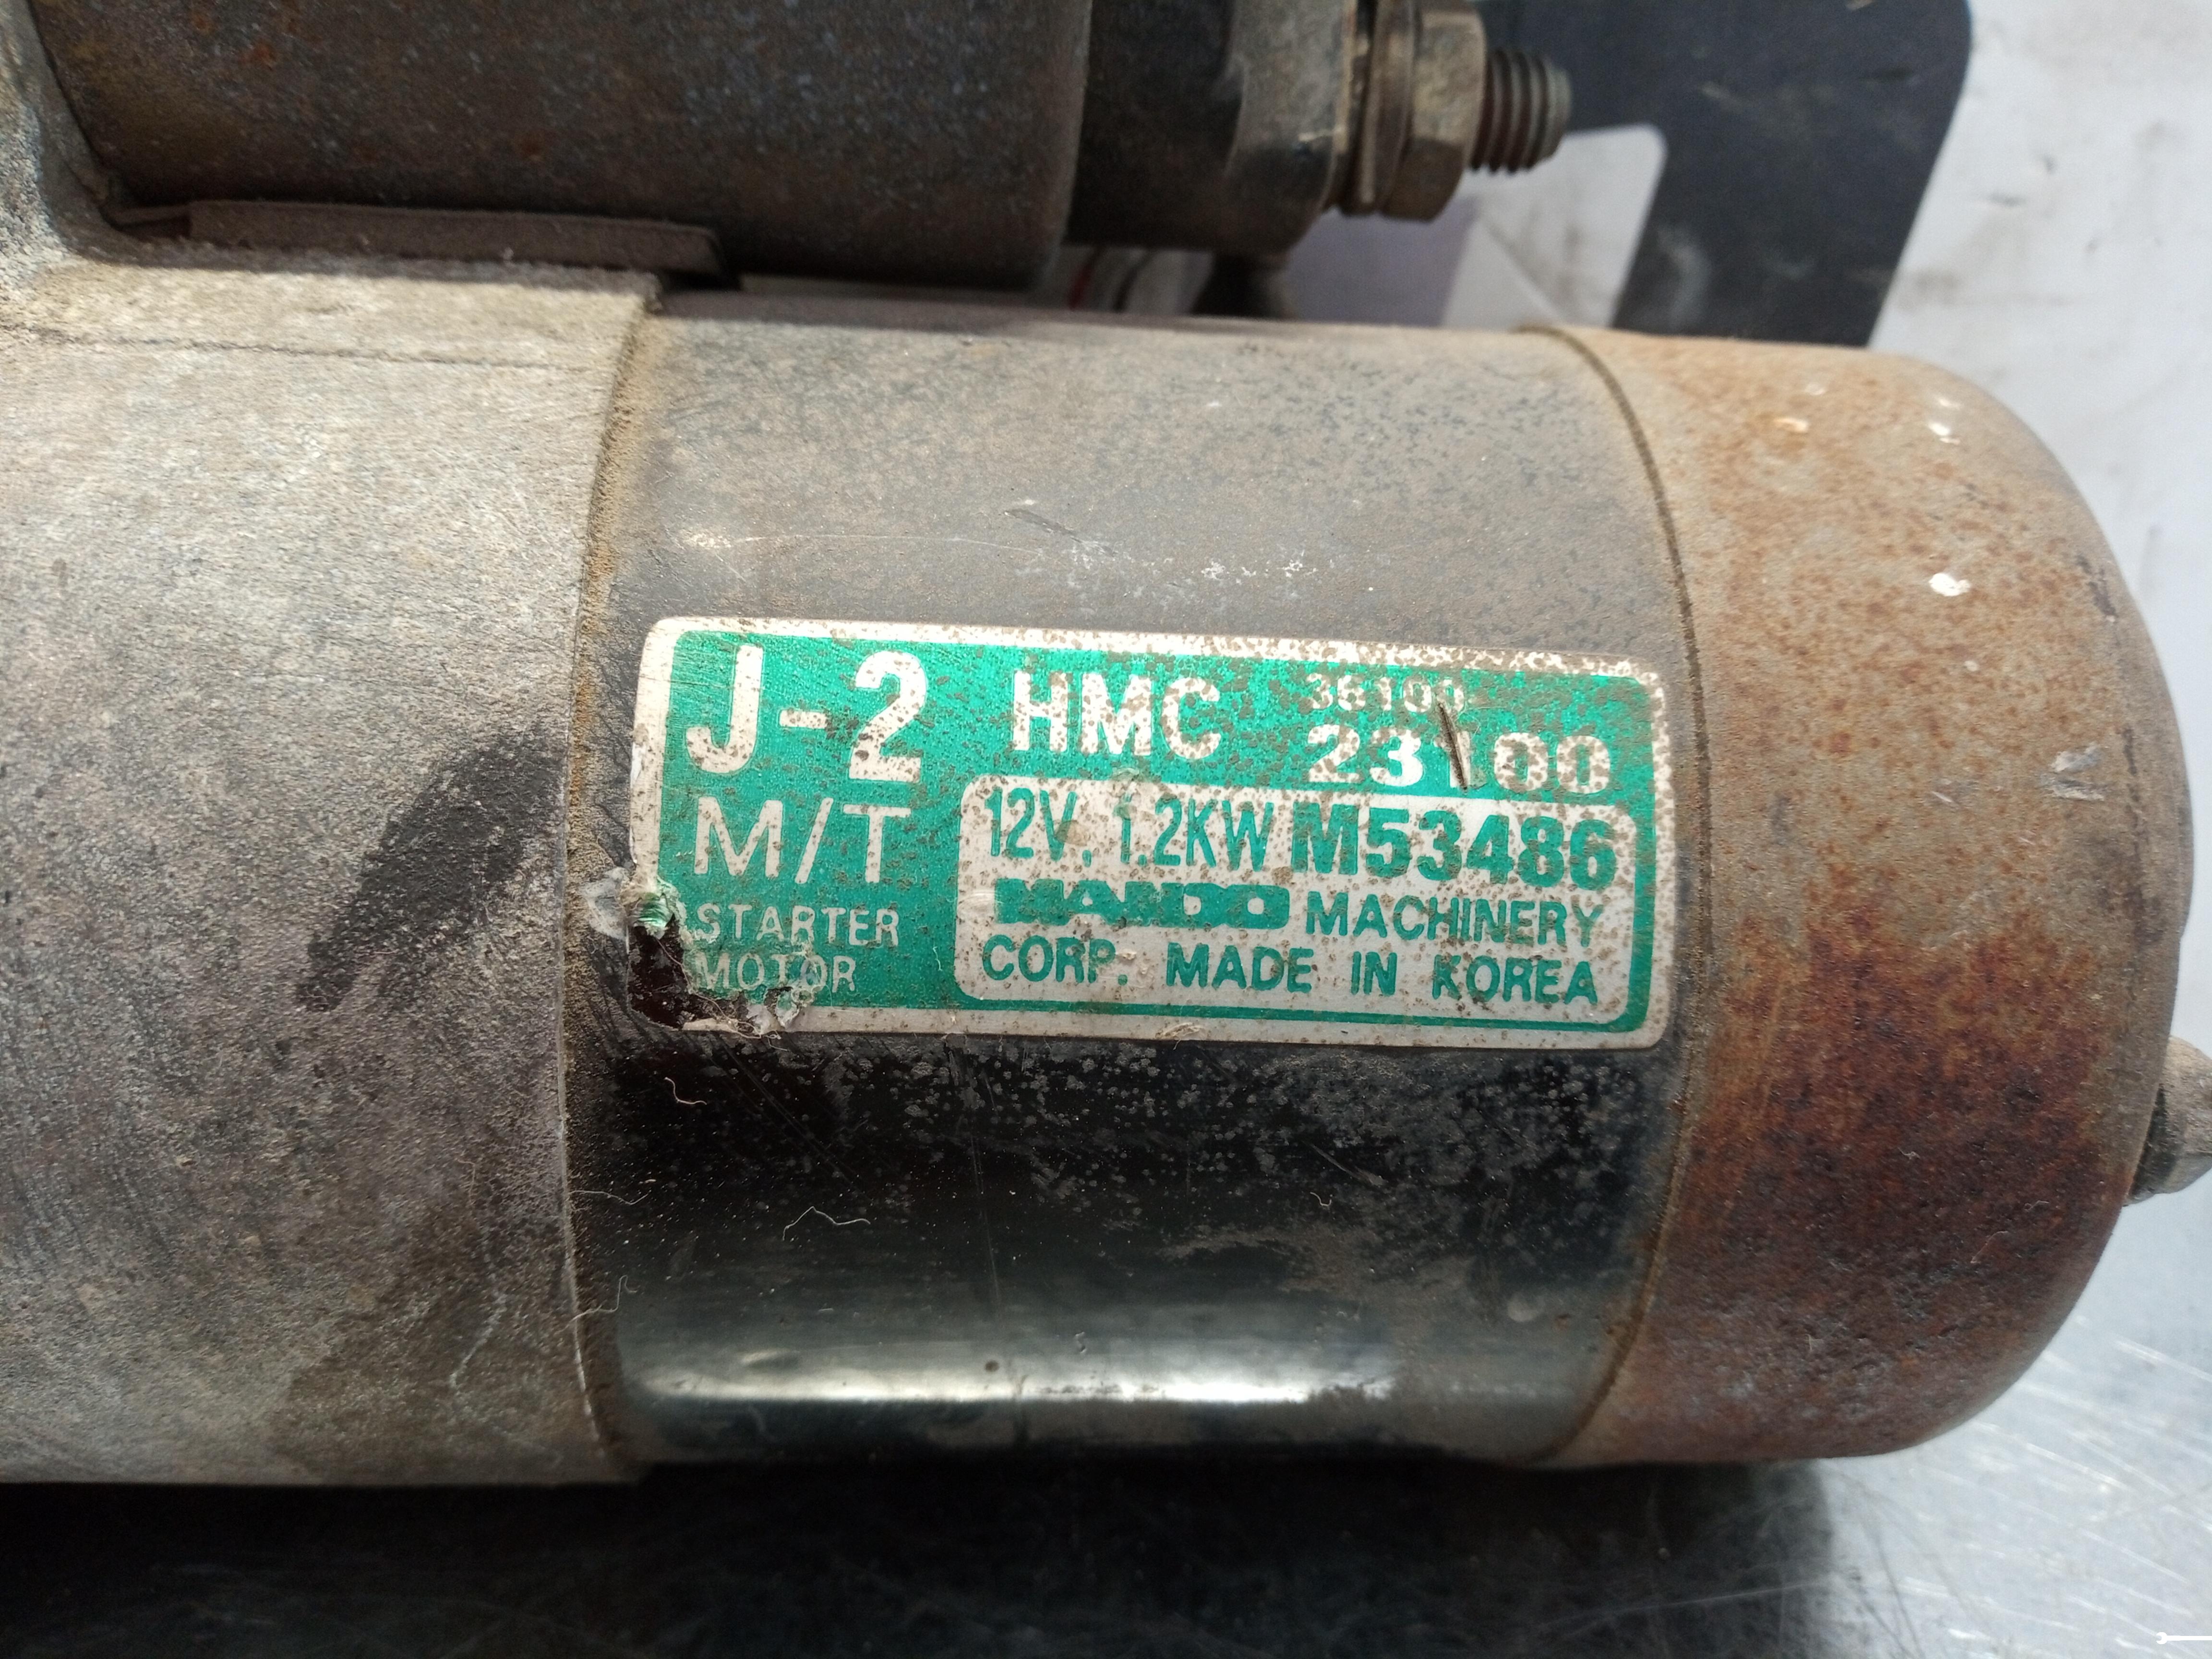 J-2 HMC 36100-
23100
M/T 12V, 1.2KW M53486
STARTER MANDO MACHINERY
MOTOR CORP. MADE IN KOREA